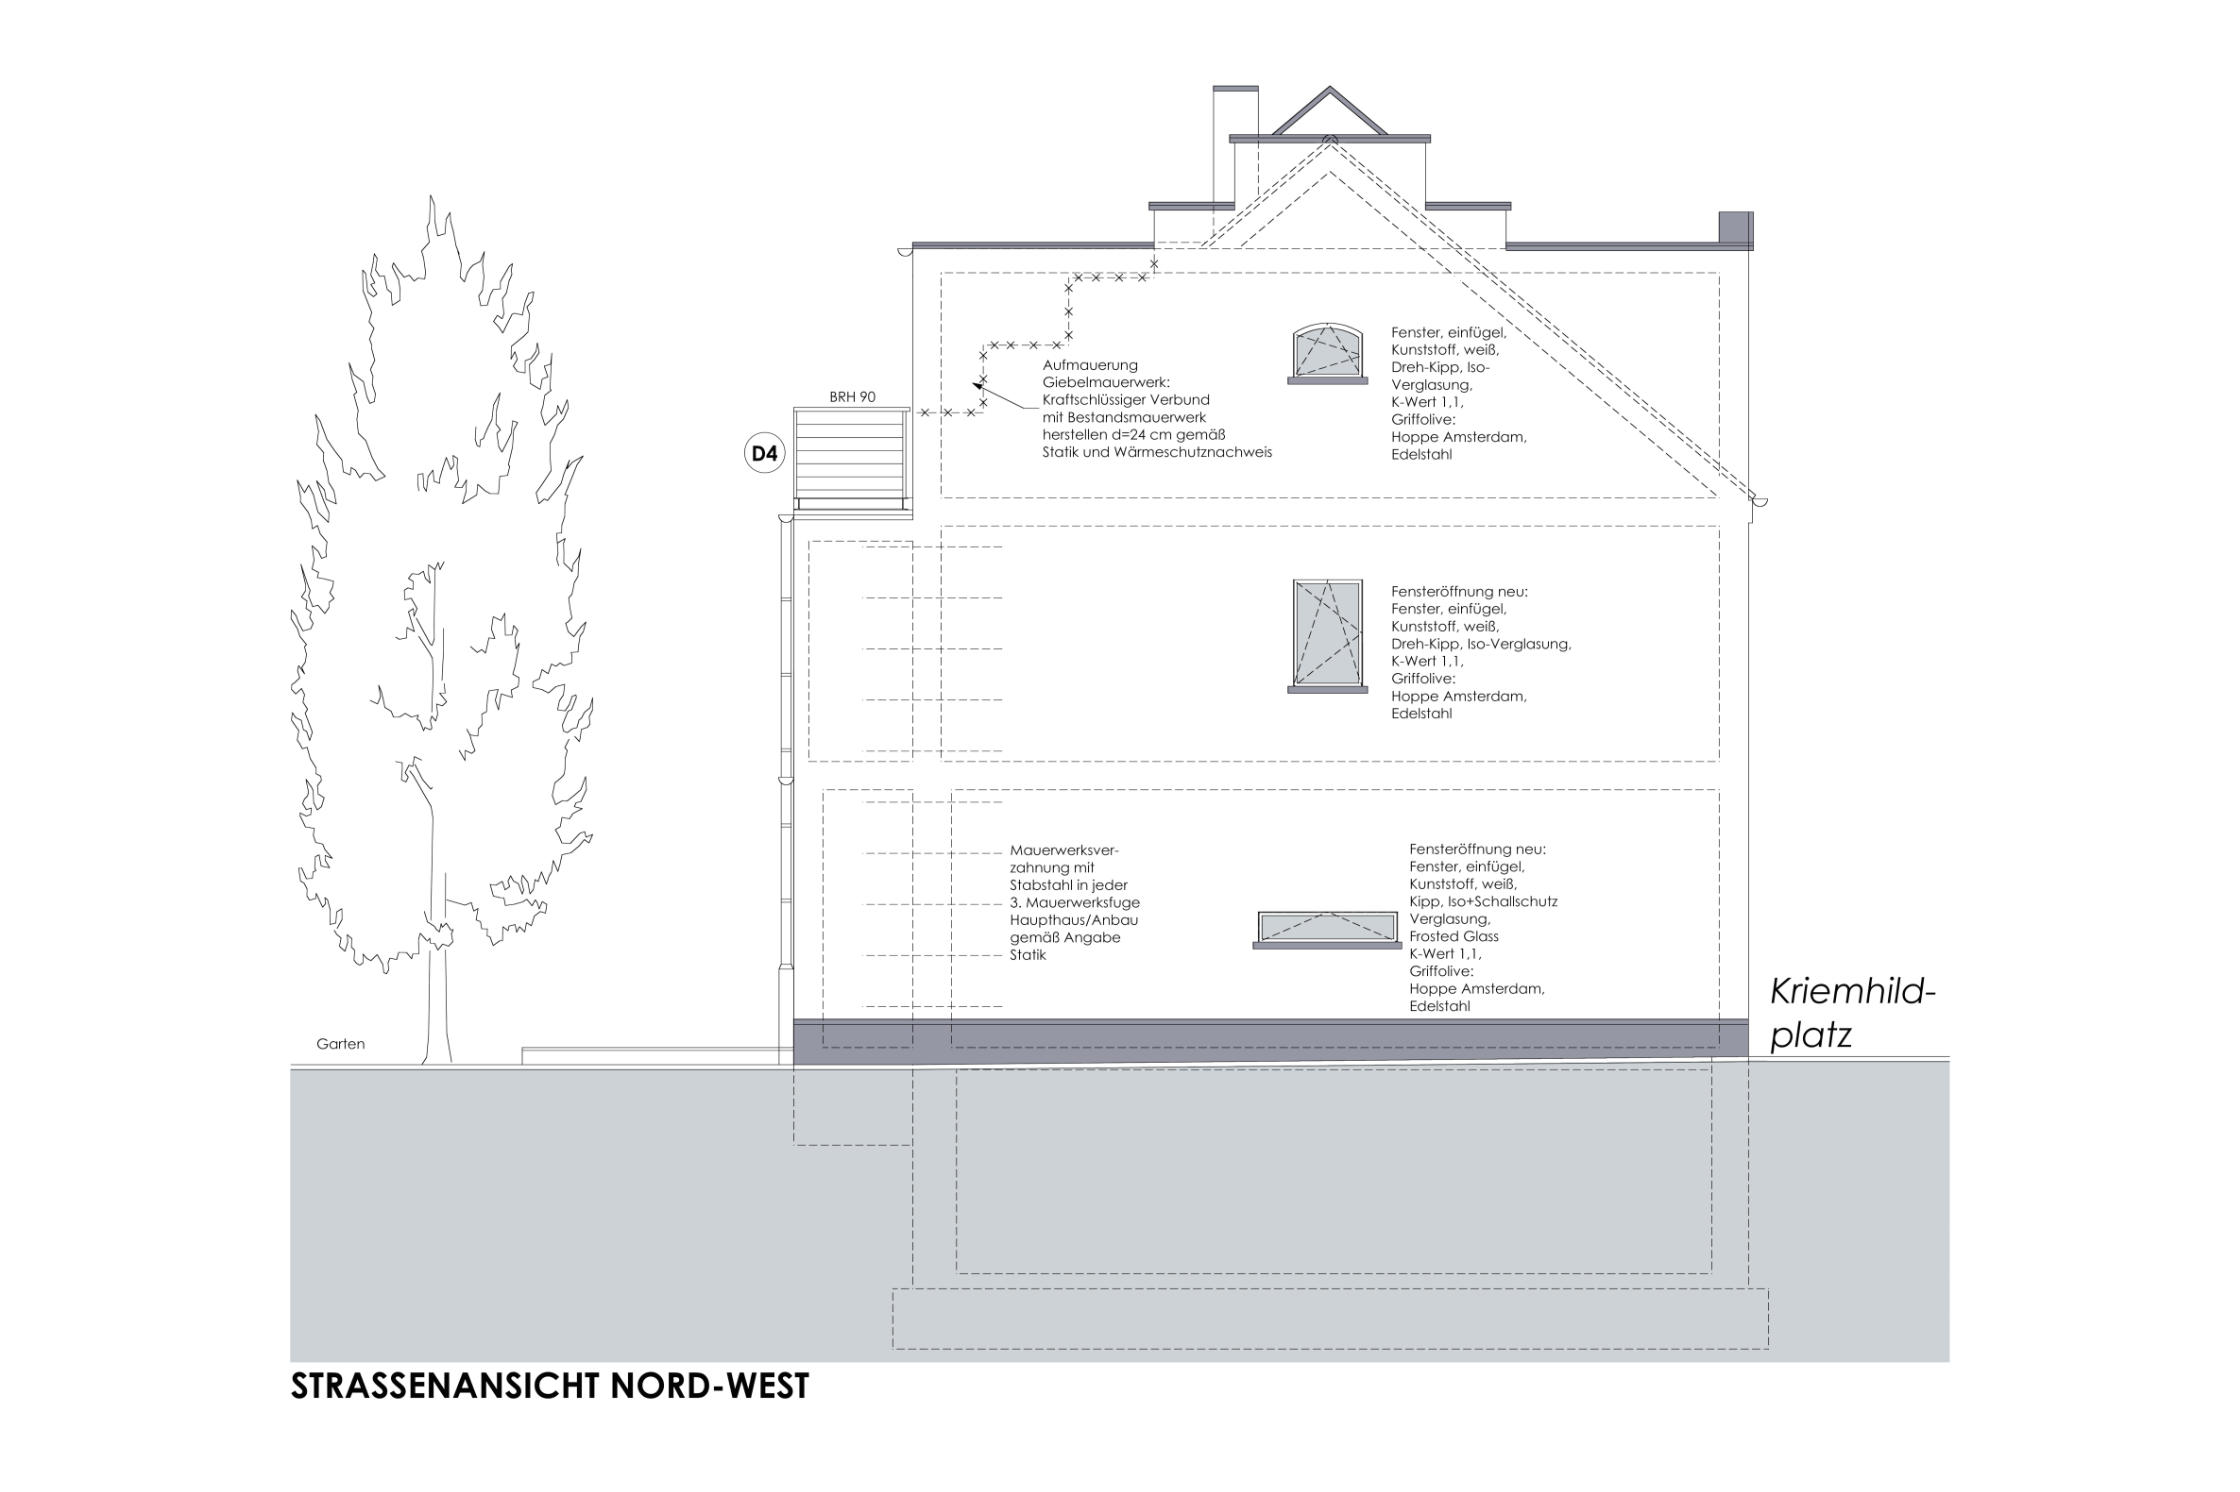 BRH 90
D4
Aufmauerung
Giebelmauerwerk:
Kraftschlüssiger Verbund
mit Bestandsmauerwerk
herstellen d=24 cm gemäß
Statik und Wärmeschutznachweis
Fenster, einfügel,
Kunststoff, weiß,
Dreh-Kipp, Iso-
Verglasung,
K-Wert 1,1,
Griffolive:
Hoppe Amsterdam,
Edelstahl
Fensteröffnung neu:
Fenster, einfügel,
Kunststoff, weiß,
Dreh-Kipp, Iso-Verglasung,
K-Wert 1,1,
Griffolive:
Hoppe Amsterdam,
Edelstahl
Mauerwerksver-
zahnung mit
Stabstahl in jeder
3. Mauerwerksfuge
Haupthaus/Anbau
gemäß Angabe
Statik
Fensteröffnung neu:
Fenster, einfügel,
Kunststoff, weiß,
Kipp, Iso+Schallschutz
Verglasung,
Frosted Glass
K-Wert 1,1,
Griffolive:
Hoppe Amsterdam,
Edelstahl
Kriemhild-
platz
Garten
STRASSENANSICHT NORD-WEST